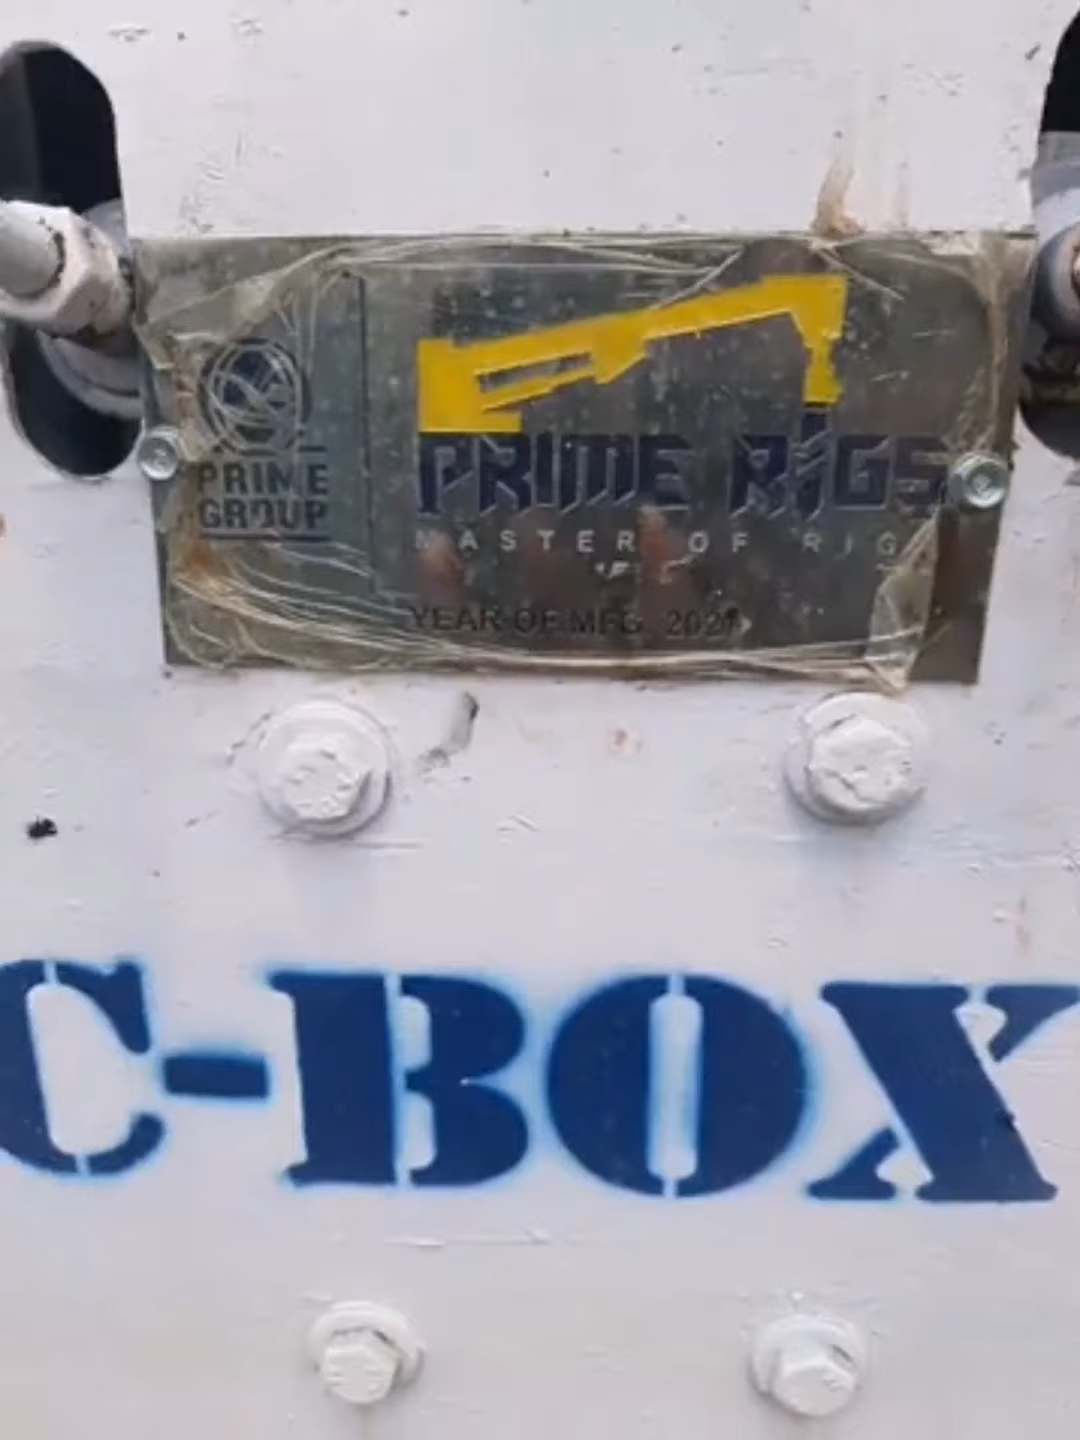 PRIME
GROUP
PRIME RIGS
MASTER OF RIG
YEAR OF MFG.
C-BOX